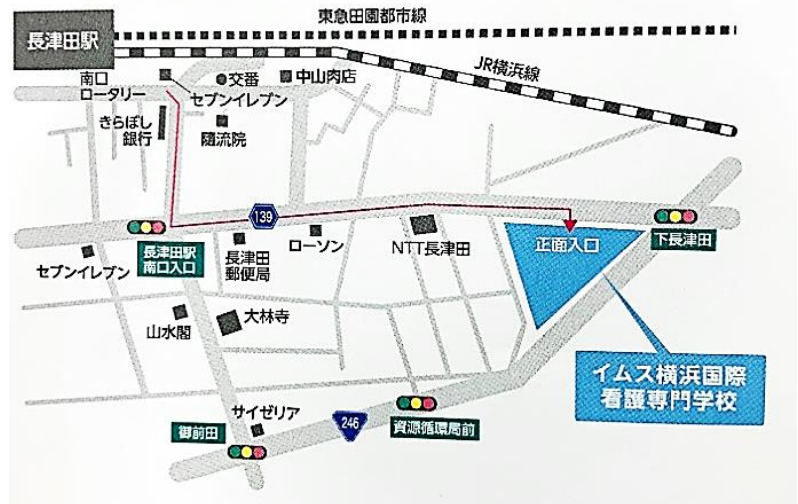 東急田園都市線
長津田駅
JR横浜線
南口
ロータリー
セブンイレブン
交番
中山肉店
きらぼし
銀行
随流院
139
長津田駅
南口入口
セブンイレブン
長津田
郵便局
ローソン
NTT長津田
正面入口
下長津田
山水閣
大林寺
イムス横浜国際
看護専門学校
サイゼリア
御前田
246
資源循環局前